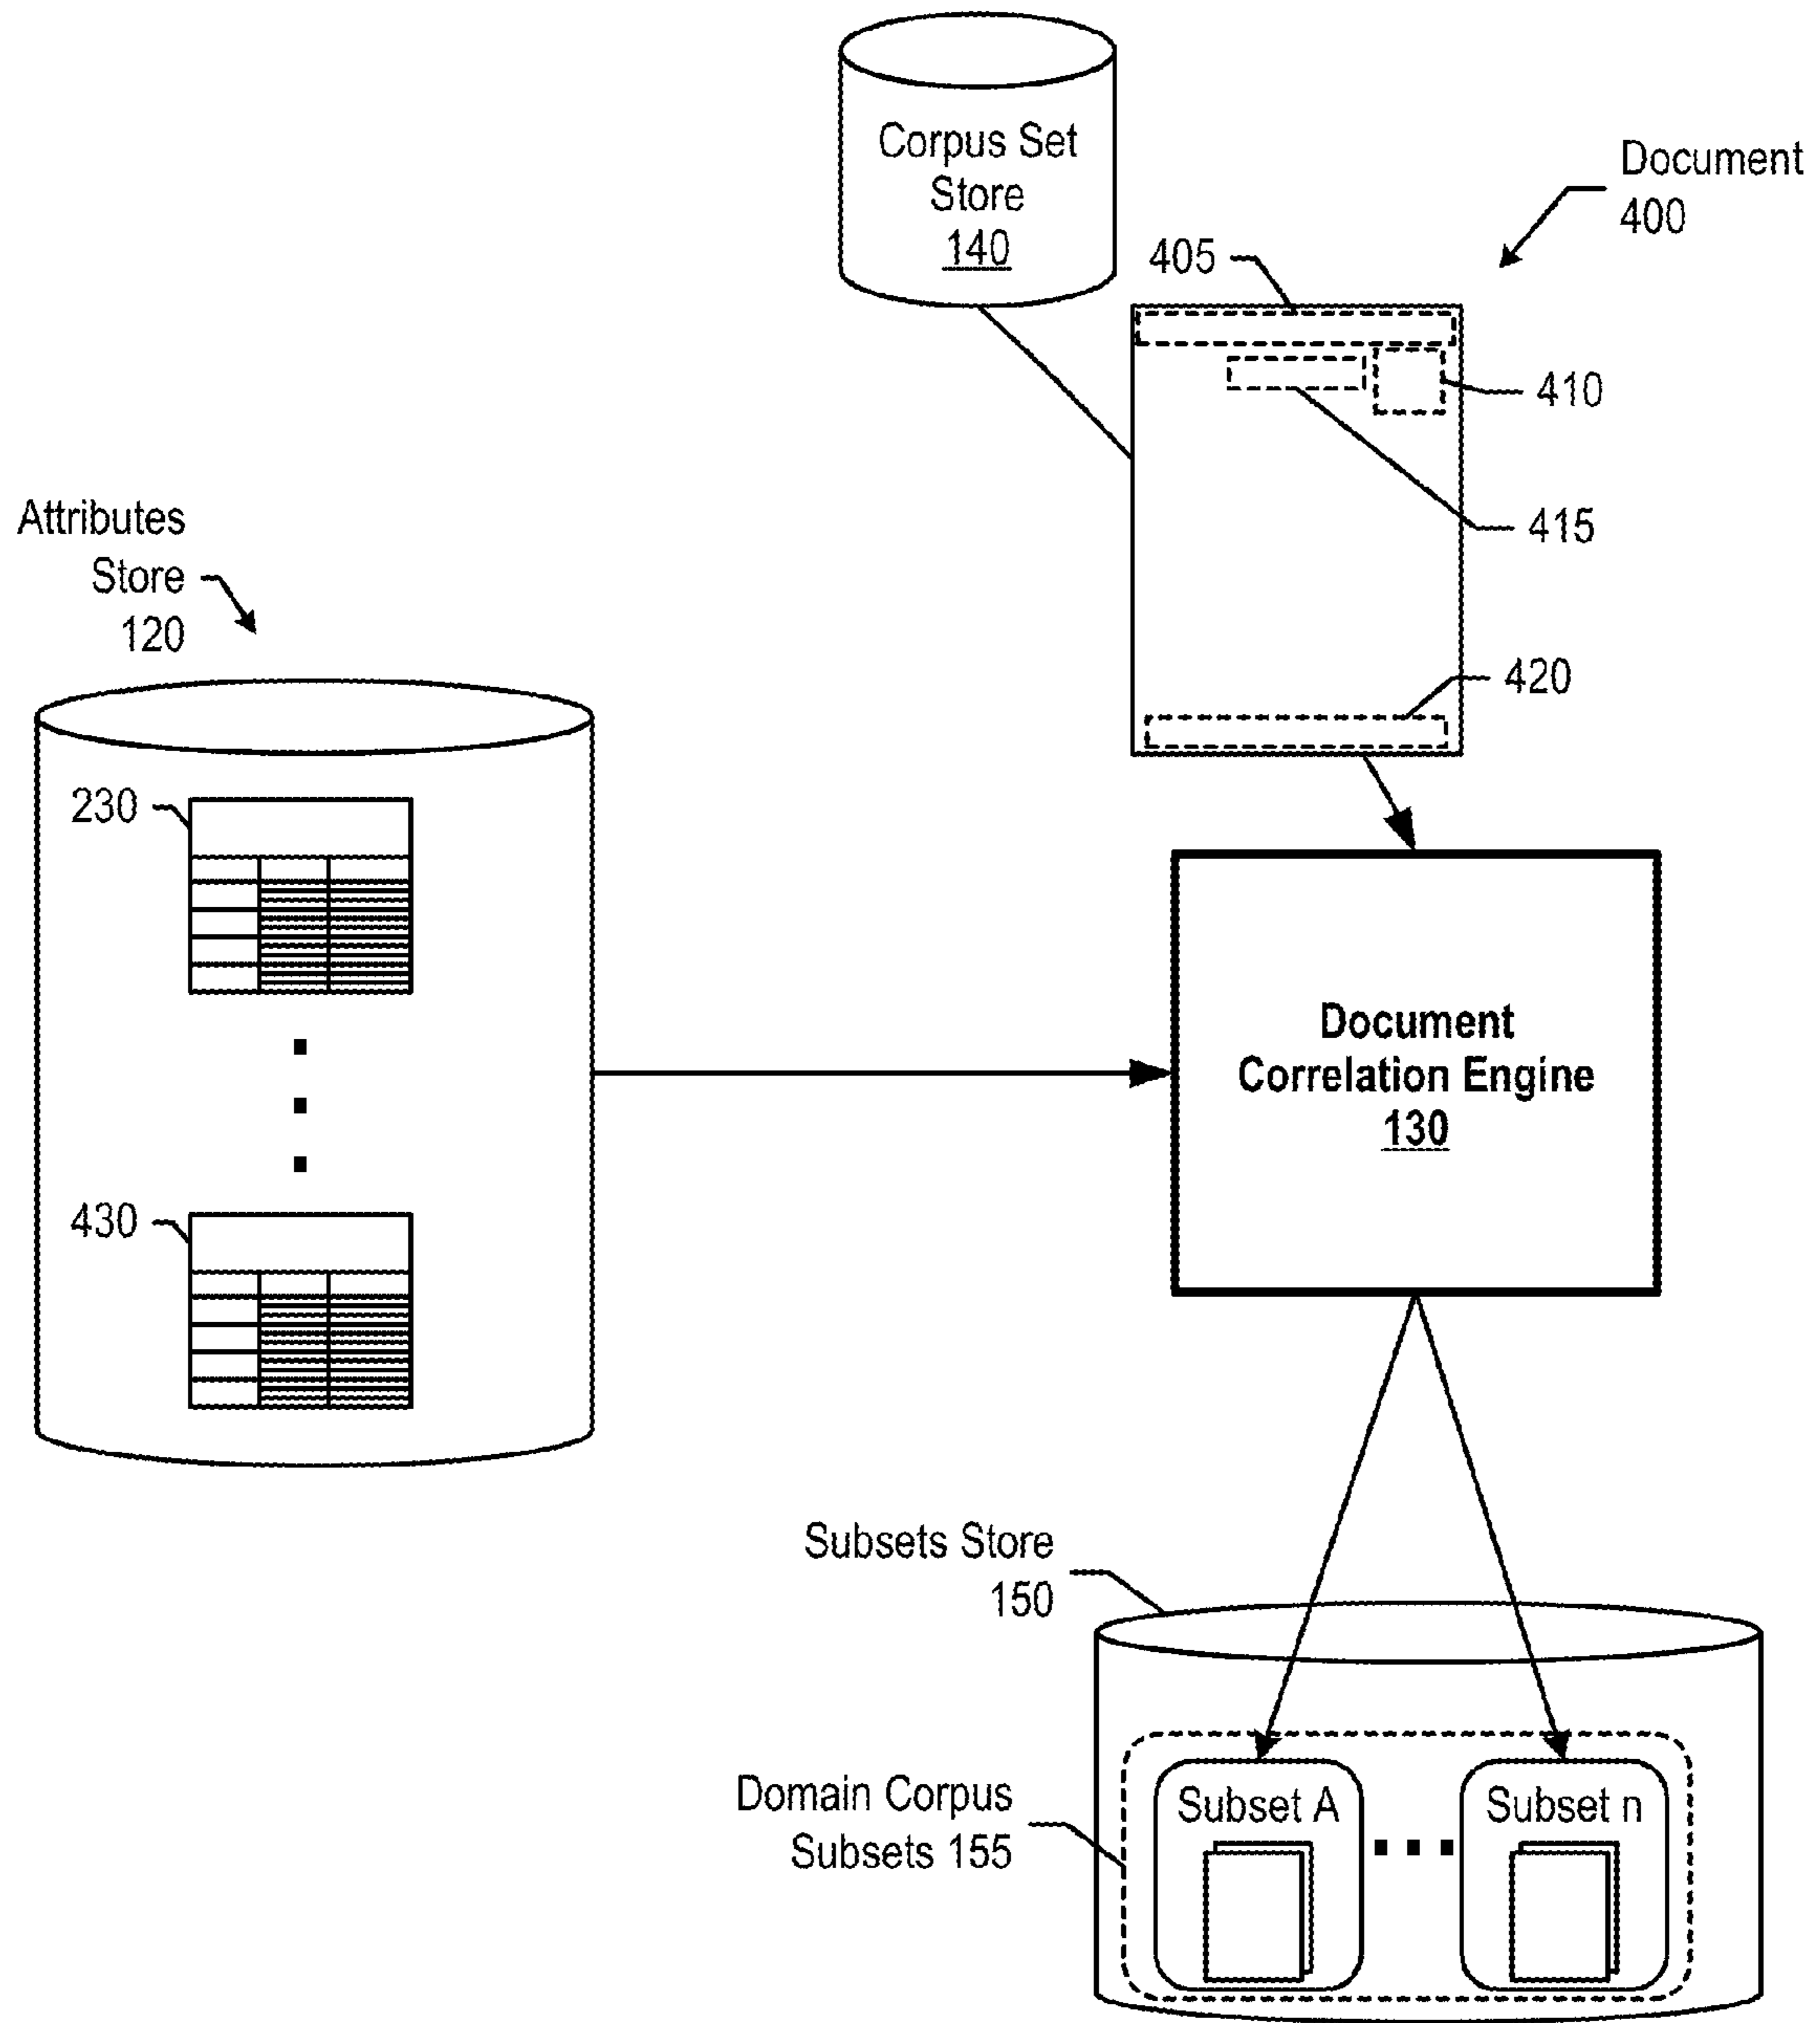 Corpus Set
Store
140
Document
400
405
410
415
420
Attributes
Store
120
230
430
Document
Correlation Engine
130
Subsets Store
150
Domain Corpus
Subsets 155
Subset A
Subset n